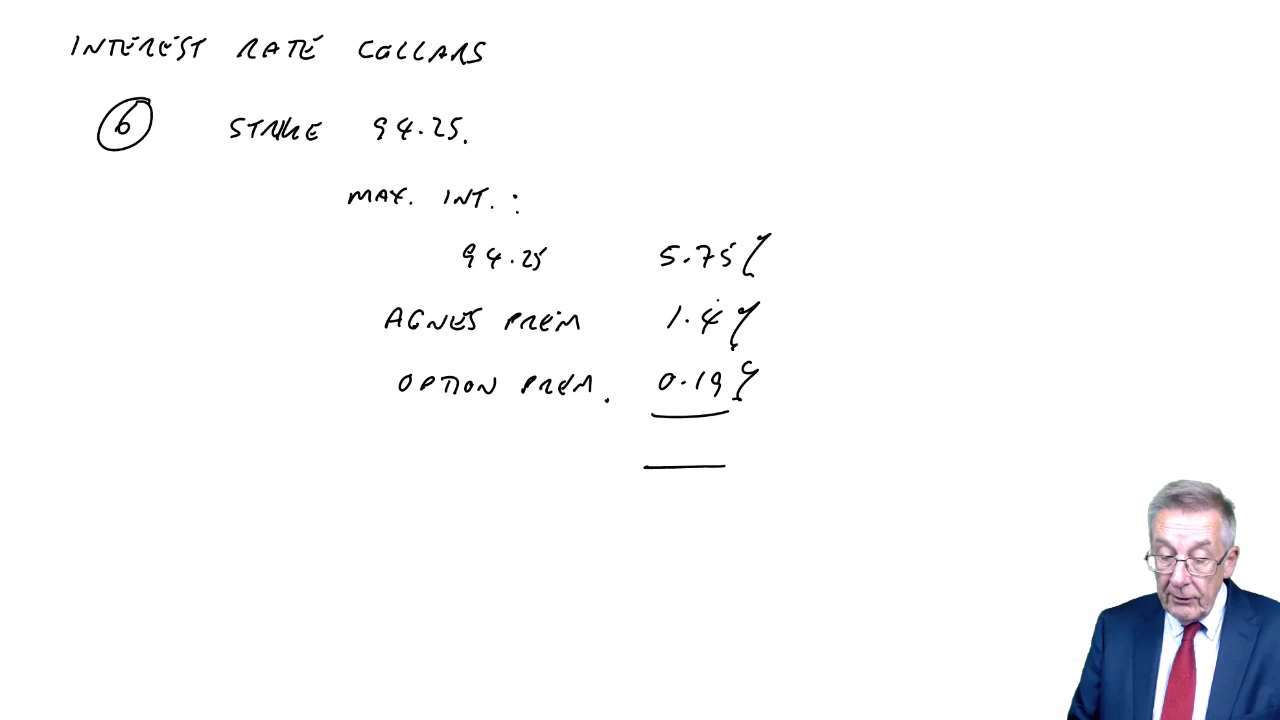 INTEREST RATE COLLARS
6 STRIKE 94.25.
MAX. INT. :
94.25 5.75%
AGNES PREM 1.4%
OPTION PREM. 0.19%